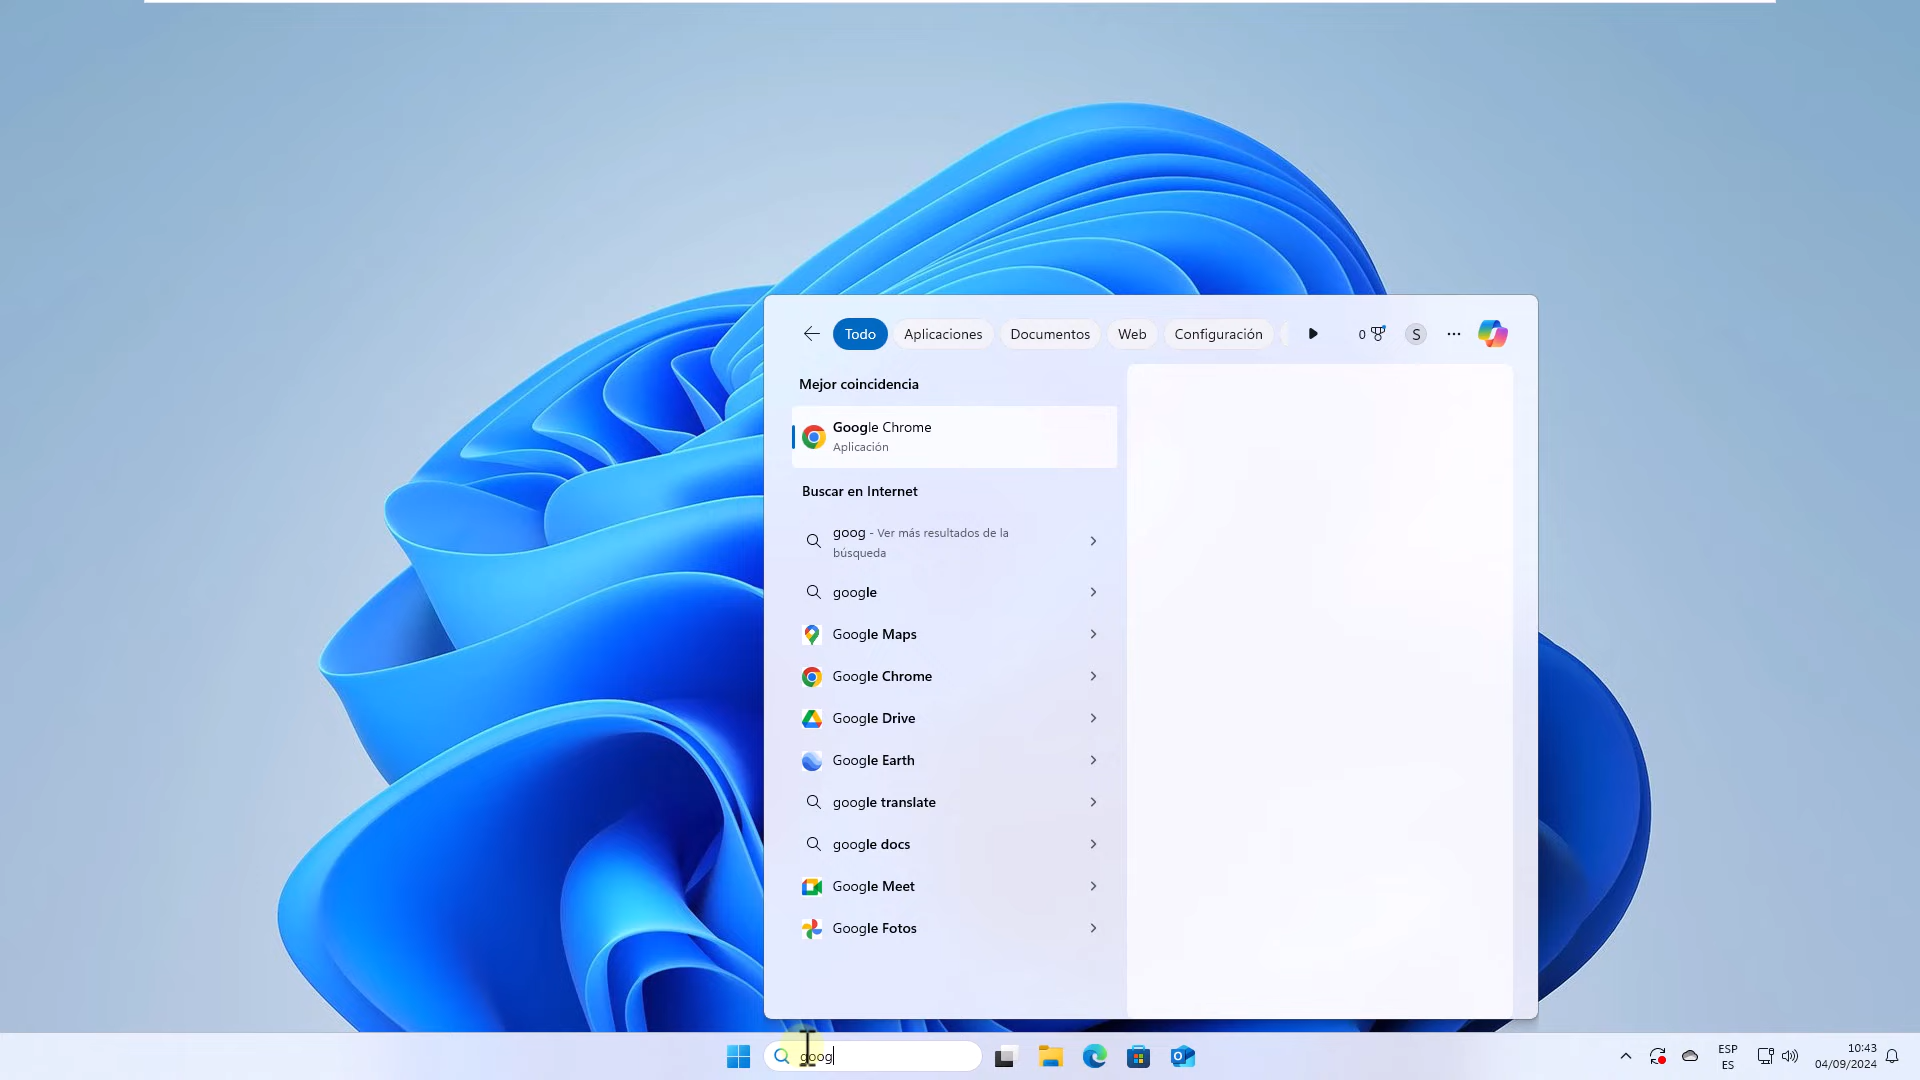 Todo Aplicaciones Documentos Web Configuración 0 S
Mejor coincidencia
Google Chrome
Aplicación
Buscar en Internet
goog - Ver más resultados de la
búsqueda
google
Google Maps
Google Chrome
Google Drive
Google Earth
google translate
google docs
Google Meet
Google Fotos
goog
ESP
ES
10:43
04/09/2024